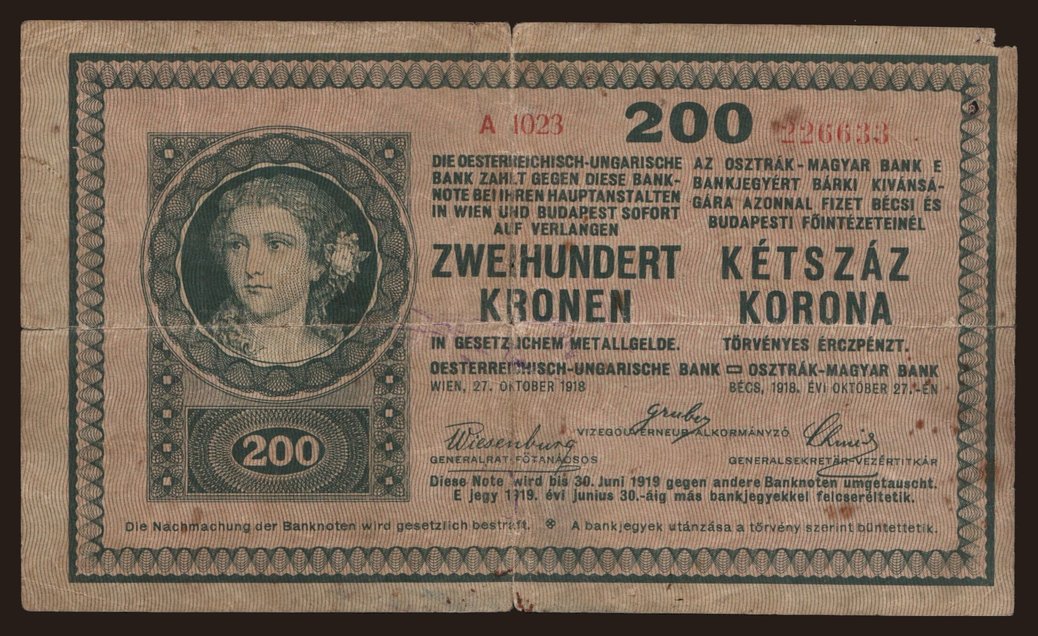 A 1023
200
226633
DIE OESTERREICHISCH-UNGARISCHE
BANK ZAHLT GEGEN DIESE BANK-
NOTE BEI IHREN HAUPTANSTALTEN
IN WIEN UND BUDAPEST SOFORT
AUF VERLANGEN
ZWEIHUNDERT
KRONEN
IN GESETZLICHEM METALLGELDE.
AZ OSZTRÁK-MAGYAR BANK E
BANKJEGYÉRT BÁRKI KIVÁNSÁ-
GÁRA AZONNAL FIZET BÉCSI ÉS
BUDAPESTI FŐINTÉZETEINÉL
KÉTSZÁZ
KORONA
TÖRVÉNYES ÉRCZPÉNZT.
OESTERREICHISCH-UNGARISCHE BANK = OSZTRÁK-MAGYAR BANK
WIEN, 27. OKTOBER 1918
BÉCS, 1918. ÉVI OKTÓBER 27.-ÉN
Gruber
VIZEGOUVERNEUR-ALKORMÁNYZÓ
Wiesenburg
GENERALRAT-FŐTANÁCSOS
Schmid
GENERALSEKRETÄR-VEZÉRTITKÁR
200
Diese Note wird bis 30. Juni 1919 gegen andere Banknoten umgetauscht.
E jegy 1919. évi junius 30.-áig más bankjegyekkel felcseréltetik.
Die Nachmachung der Banknoten wird gesetzlich bestraft. A bankjegyek utánzása a törvény szerint büntettetik.